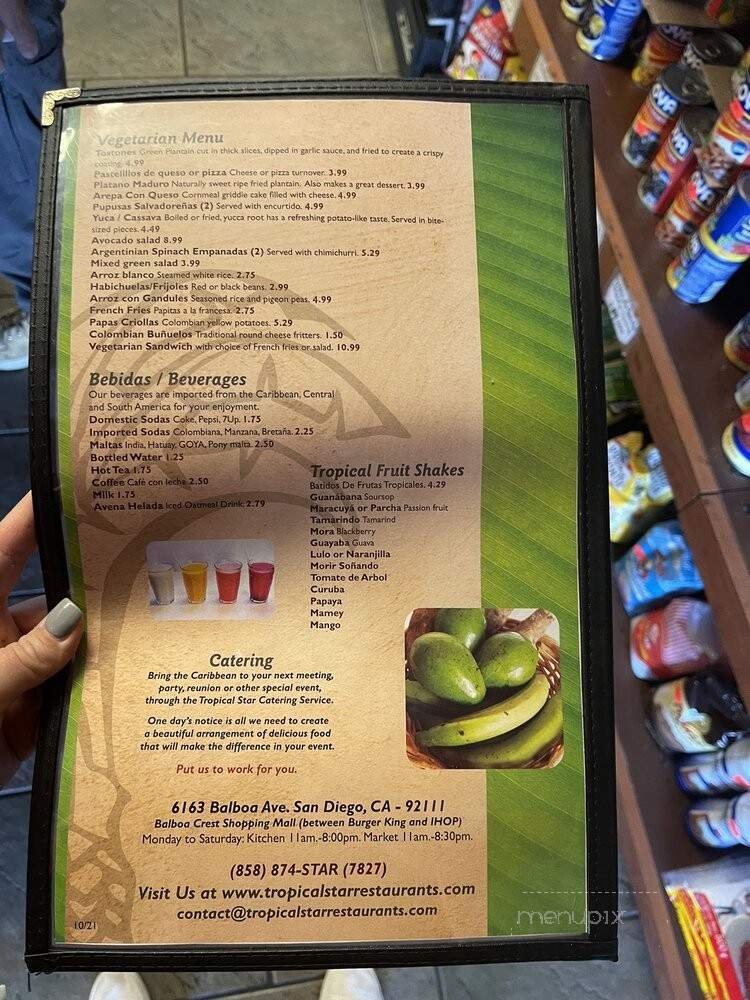 Vegetarian Menu
Tostones Green Plantain cut in thick slices, dipped in garlic sauce, and fried to create a crispy
coating. 4.99
Pastelillos de queso or pizza Cheese or pizza turnover. 3.99
Platano Maduro Naturally sweet ripe fried plantain. Also makes a great dessert. 3.99
Arepa Con Queso Cornmeal griddle cake filled with cheese. 4.99
Pupusas Salvadoreñas (2) Served with encurtido. 4.99
Yuca / Cassava Boiled or fried, yucca root has a refreshing potato-like taste. Served in bite-
sized pieces. 4.49
Avocado salad 8.99
Argentinian Spinach Empanadas (2) Served with chimichurri. 5.29
Mixed green salad 3.99
Arroz blanco Steamed white rice. 2.75
Habichuelas/Frijoles Red or black beans. 2.99
Arroz con Gandules Seasoned rice and pigeon peas. 4.99
French Fries Papitas a la francesa. 2.75
Papas Criollas Colombian yellow potatoes. 5.29
Colombian Buñuelos Traditional round cheese fritters. 1.50
Vegetarian Sandwich with choice of French fries or salad. 10.99
Bebidas / Beverages
Our beverages are imported from the Caribbean, Central
and South America for your enjoyment.
Domestic Sodas Coke, Pepsi, 7Up. 1.75
Imported Sodas Colombiana, Manzana, Bretaña. 2.25
Maltas India, Hatuay, GOYA, Pony malta. 2.50
Bottled Water 1.25
Hot Tea 1.75
Coffee Café con leche 2.50
Milk 1.75
Avena Helada Iced Oatmeal Drink. 2.79
Tropical Fruit Shakes
Batidos De Frutas Tropicales. 4.29
Guanábana Soursop
Maracuyá or Parcha Passion fruit
Tamarindo Tamarind
Mora Blackberry
Guayaba Guava
Lulo or Naranjilla
Morir Soñando
Tomate de Arbol
Curuba
Papaya
Mamey
Mango
Catering
Bring the Caribbean to your next meeting,
party, reunion or other special event,
through the Tropical Star Catering Service.
One day's notice is all we need to create
a beautiful arrangement of delicious food
that will make the difference in your event.
Put us to work for you.
6163 Balboa Ave. San Diego, CA - 92111
Balboa Crest Shopping Mall (between Burger King and IHOP)
Monday to Saturday: Kitchen 11am.-8:00pm. Market 11am.-8:30pm.
(858) 874-STAR (7827)
Visit Us at www.tropicalstarrestaurants.com
contact@tropicalstarrestaurants.com
10/21
menupix